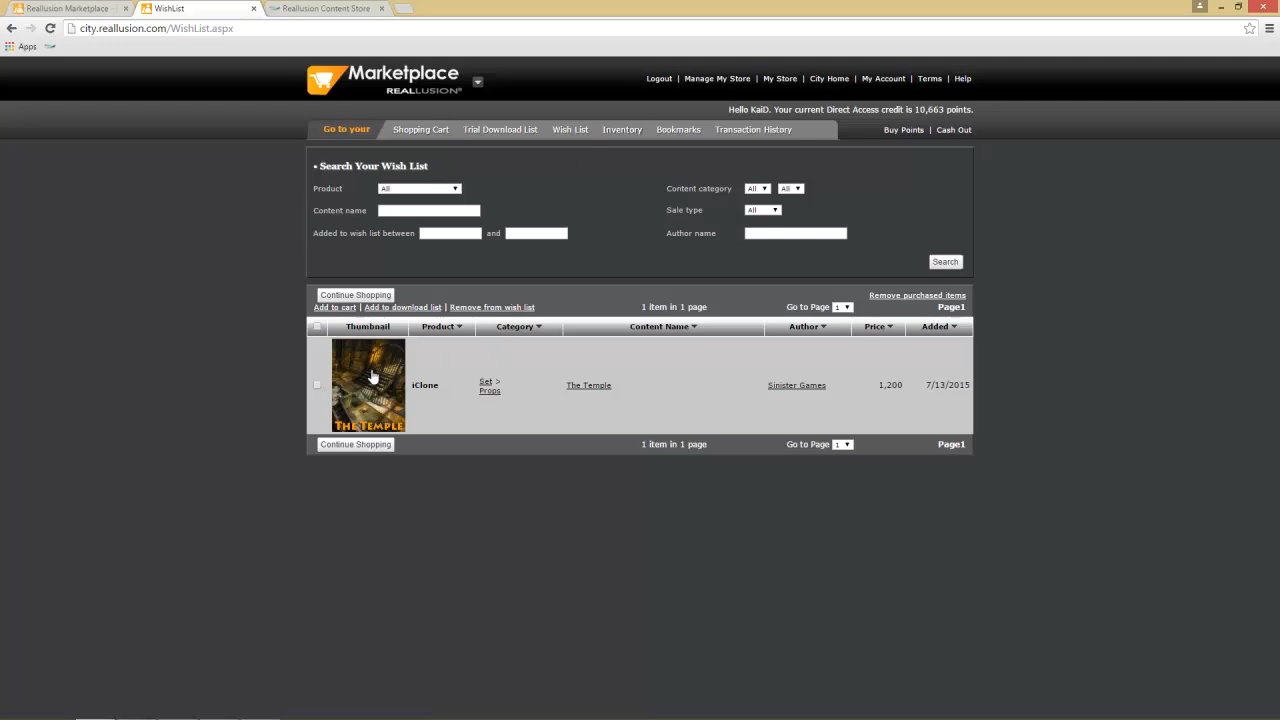 Reallusion Marketplace -
WishList
Reallusion Content Store
city.reallusion.com/WishList.aspx
Apps
Marketplace
REALLUSION
Logout | Manage My Store | My Store | City Home | My Account | Terms | Help
Hello KaiD. Your current Direct Access credit is 10,663 points.
Go to your Shopping Cart Trial Download List Wish List Inventory Bookmarks Transaction History Buy Points | Cash Out
• Search Your Wish List
Product All Content category All All
Content name Sale type All
Added to wish list between and Author name
Search
Continue Shopping Remove purchased items
Add to cart | Add to download list | Remove from wish list 1 item in 1 page Go to Page 1 Page1
Thumbnail Product Category Content Name Author Price Added
THE TEMPLE iClone Set > Props The Temple Sinister Games 1,200 7/13/2015
Continue Shopping 1 item in 1 page Go to Page 1 Page1